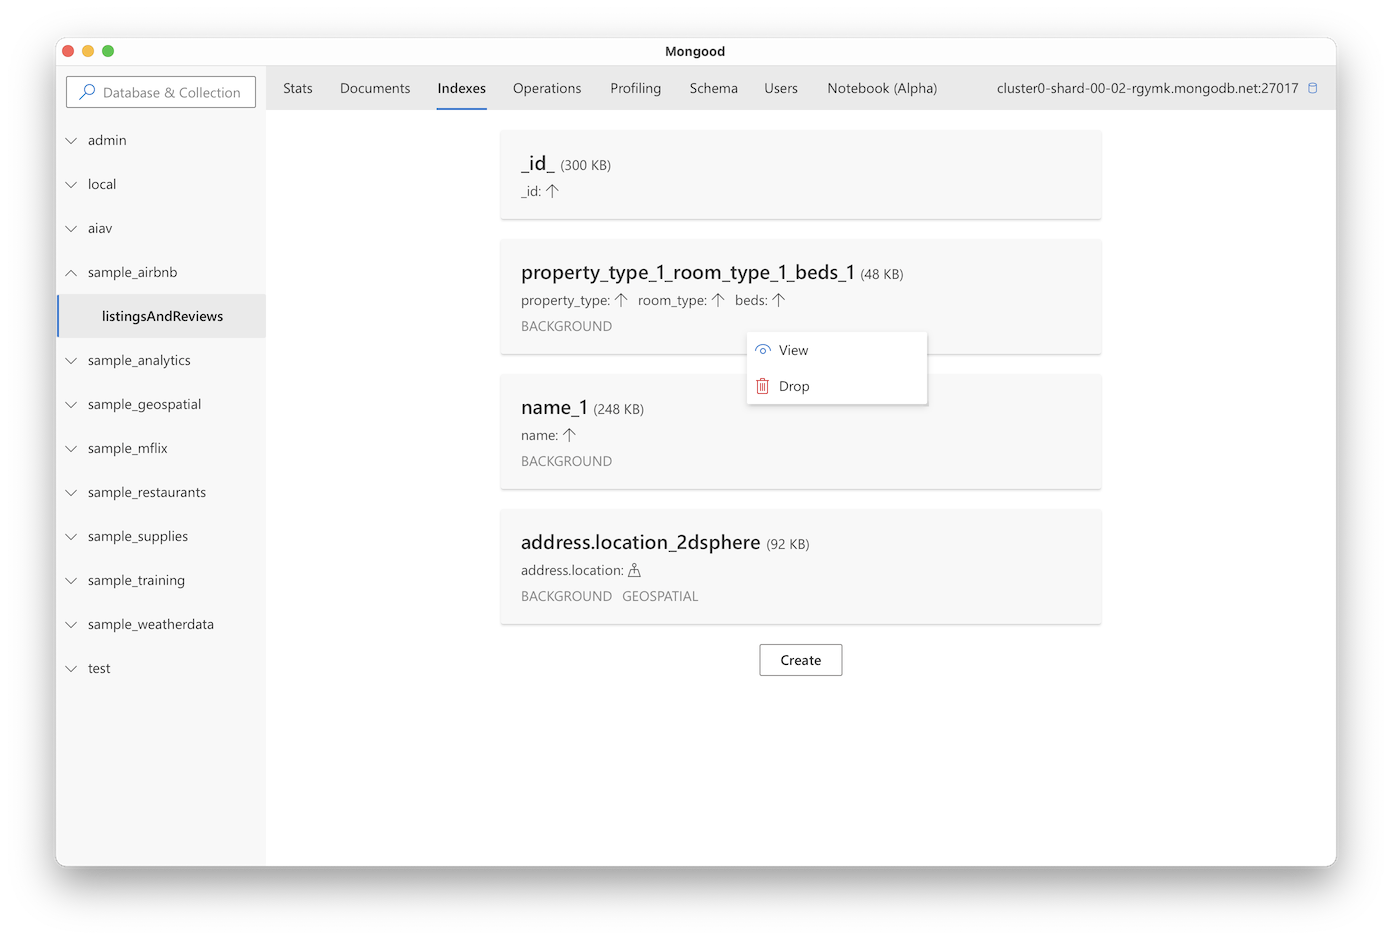 Mongood
Database & Collection
Stats Documents Indexes Operations Profiling Schema Users Notebook (Alpha) cluster0-shard-00-02-rgymk.mongodb.net:27017
admin
local
aiav
sample_airbnb
listingsAndReviews
sample_analytics
sample_geospatial
sample_mflix
sample_restaurants
sample_supplies
sample_training
sample_weatherdata
test
_id_ (300 KB)
_id:
property_type_1_room_type_1_beds_1 (48 KB)
property_type: room_type: beds:
BACKGROUND
View
Drop
name_1 (248 KB)
name:
BACKGROUND
address.location_2dsphere (92 KB)
address.location:
BACKGROUND GEOSPATIAL
Create